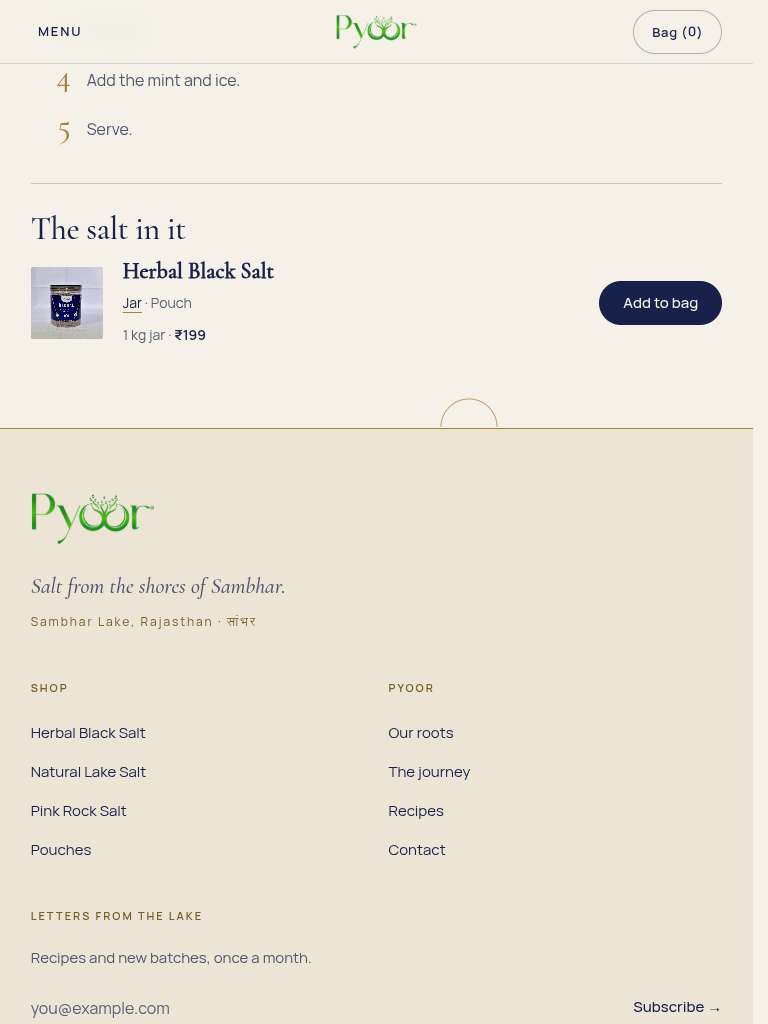 MENU
Pyoor
Bag (0)
4 Add the mint and ice.
5 Serve.
The salt in it
Herbal Black Salt
Jar · Pouch
1 kg jar · ₹199
Add to bag
Pyoor
Salt from the shores of Sambhar.
Sambhar Lake, Rajasthan · सांभर
SHOP
Herbal Black Salt
Natural Lake Salt
Pink Rock Salt
Pouches
PYOOR
Our roots
The journey
Recipes
Contact
LETTERS FROM THE LAKE
Recipes and new batches, once a month.
you@example.com
Subscribe →